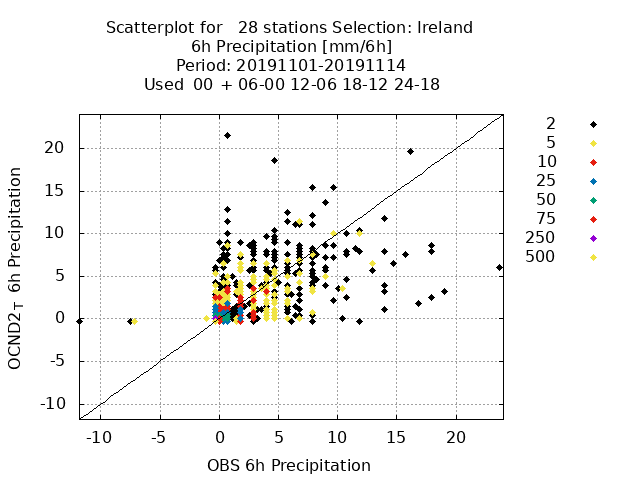 Scatterplot for 28 stations Selection: Ireland
6h Precipitation [mm/6h]
Period: 20191101-20191114
Used 00 + 06-00 12-06 18-12 24-18
2
5
10
25
50
75
250
500
20
15
10
5
0
-5
-10
OCND2T 6h Precipitation
-10 -5 0 5 10 15 20
OBS 6h Precipitation